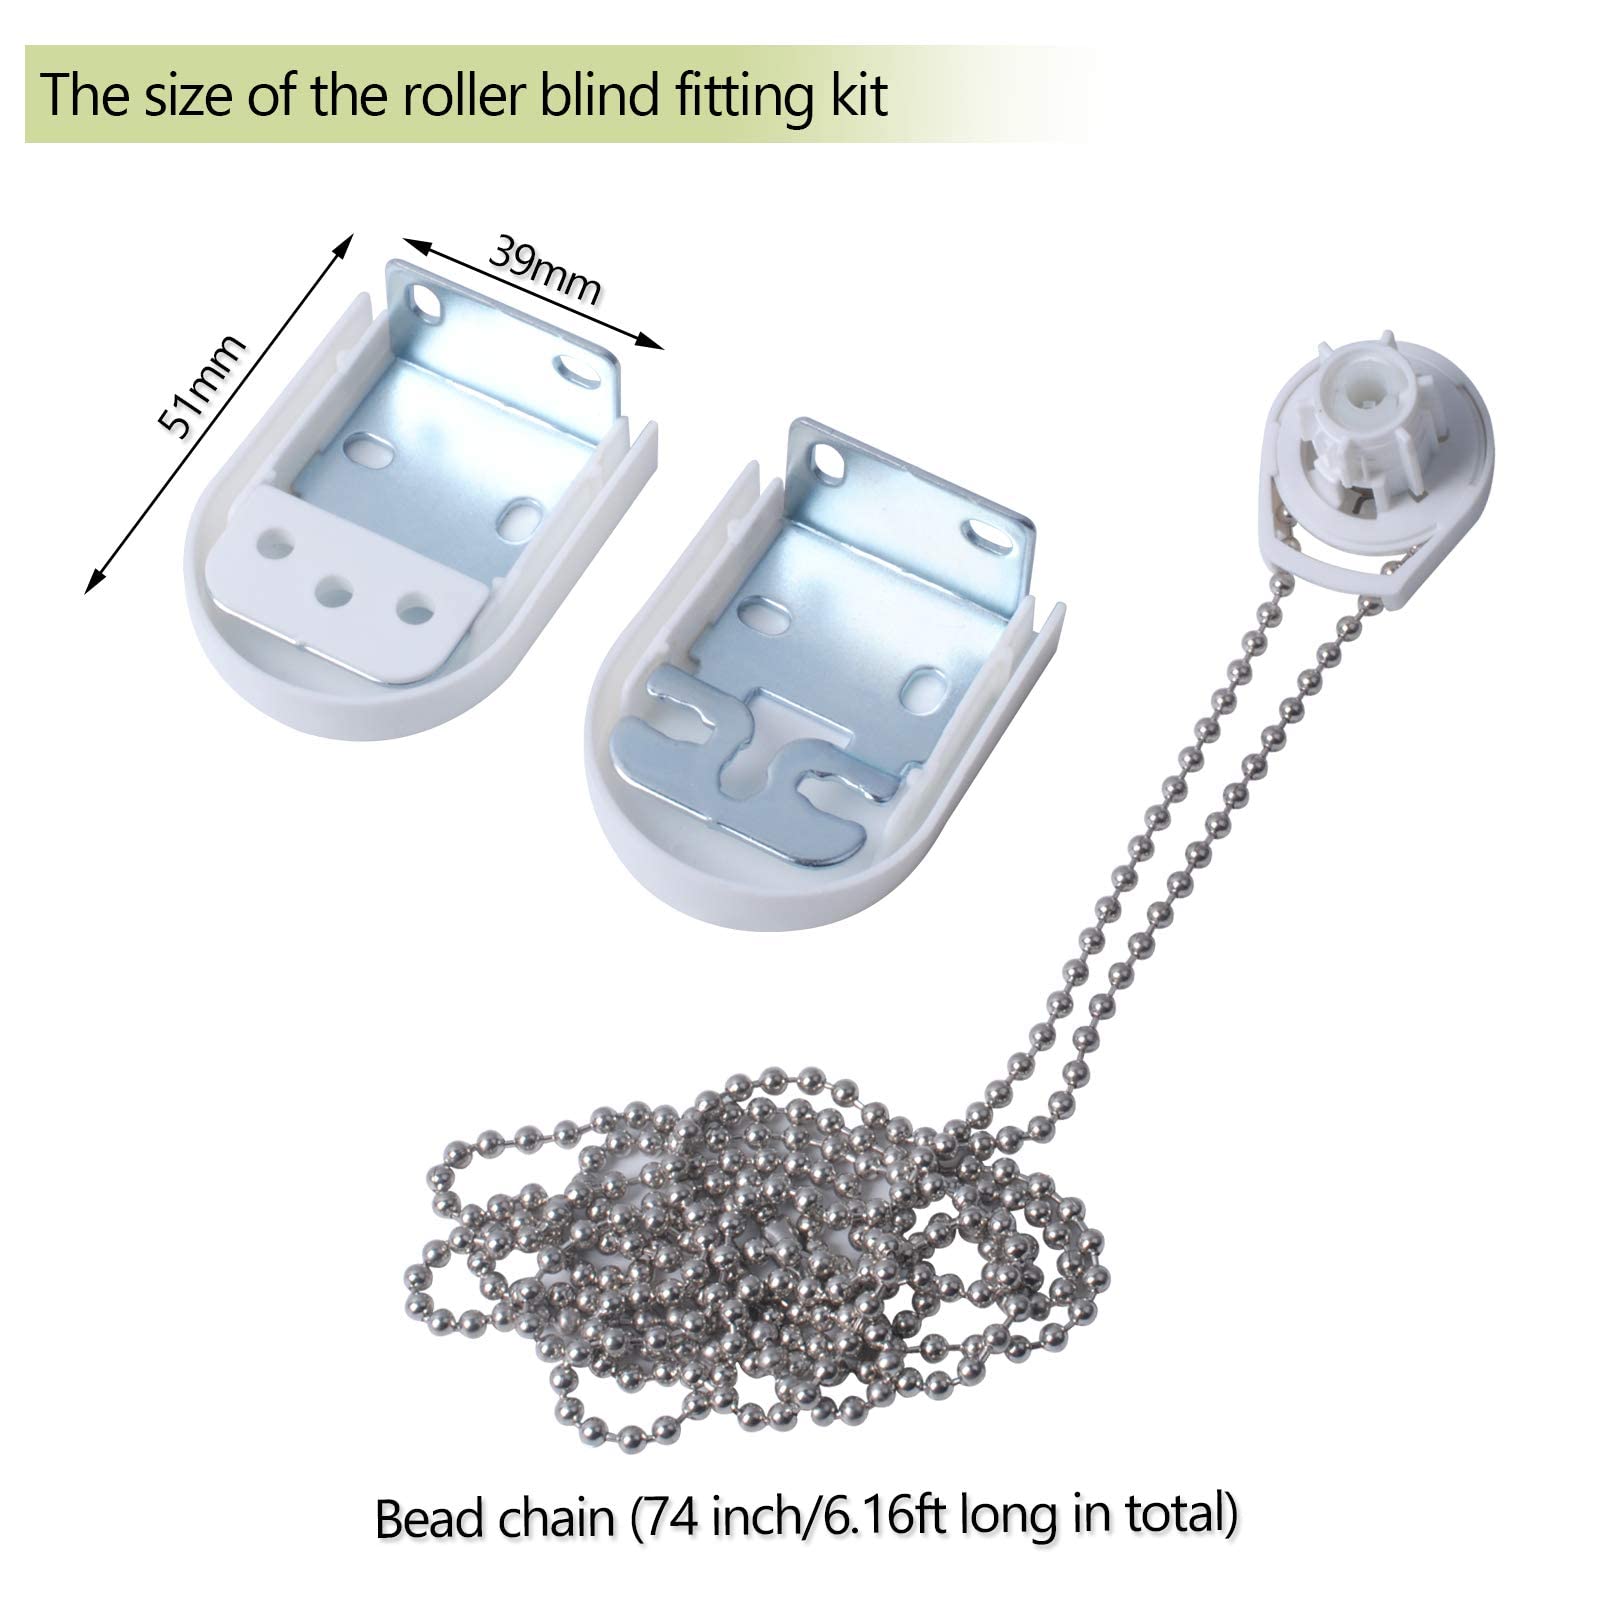 The size of the roller blind fitting kit
39mm
51mm
Bead chain (74 inch/6.16ft long in total)